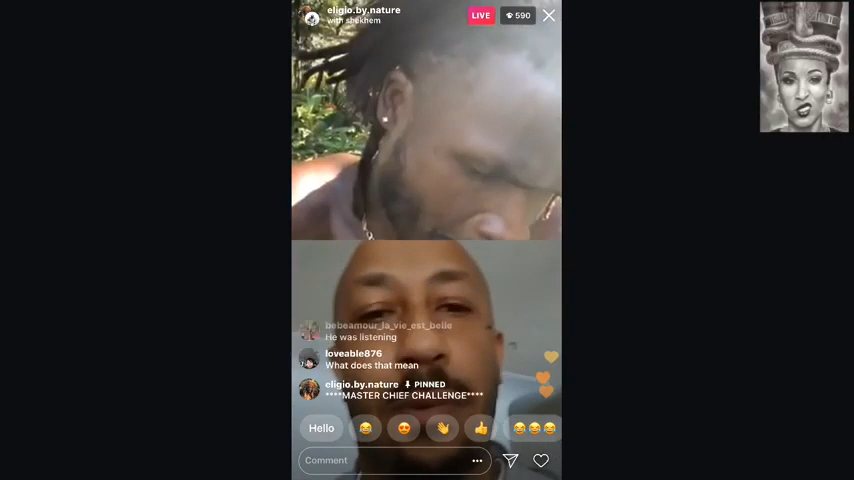 eligio.by.nature
with shekhem
LIVE
590
bebeamour_la_vie_est_belle
He was listening
loveable876
What does that mean
eligio.by.nature PINNED
****MASTER CHIEF CHALLENGE****
Hello
Comment